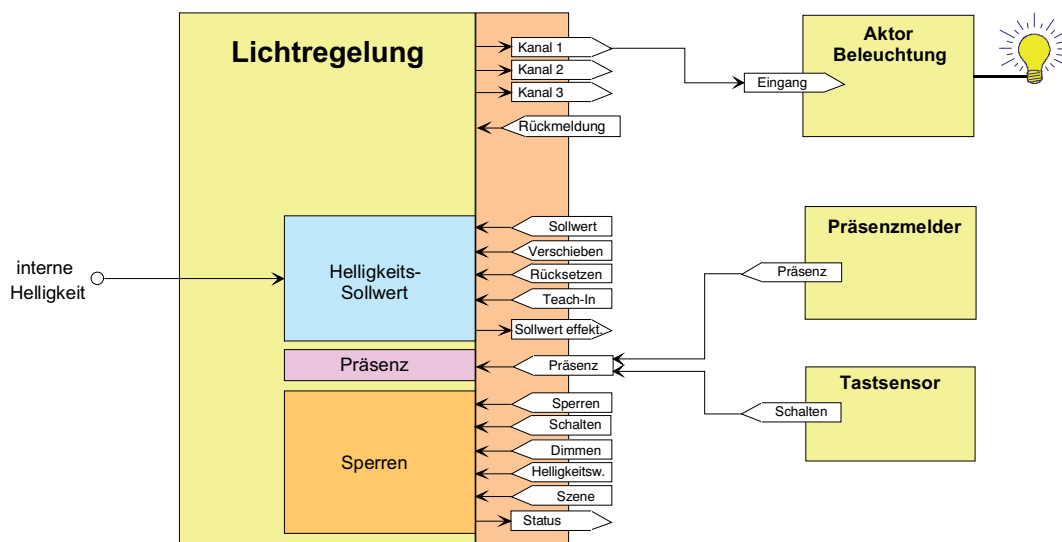 Lichtregelung
Kanal 1
Kanal 2
Kanal 3
Rückmeldung
Eingang
Aktor
Beleuchtung
interne
Helligkeit
Helligkeits-
Sollwert
Sollwert
Verschieben
Rücksetzen
Teach-In
Sollwert effekt.
Präsenz
Präsenz
Präsenzmelder
Präsenz
Tastsensor
Schalten
Sperren
Sperren
Schalten
Dimmen
Helligkeitsw.
Szene
Status